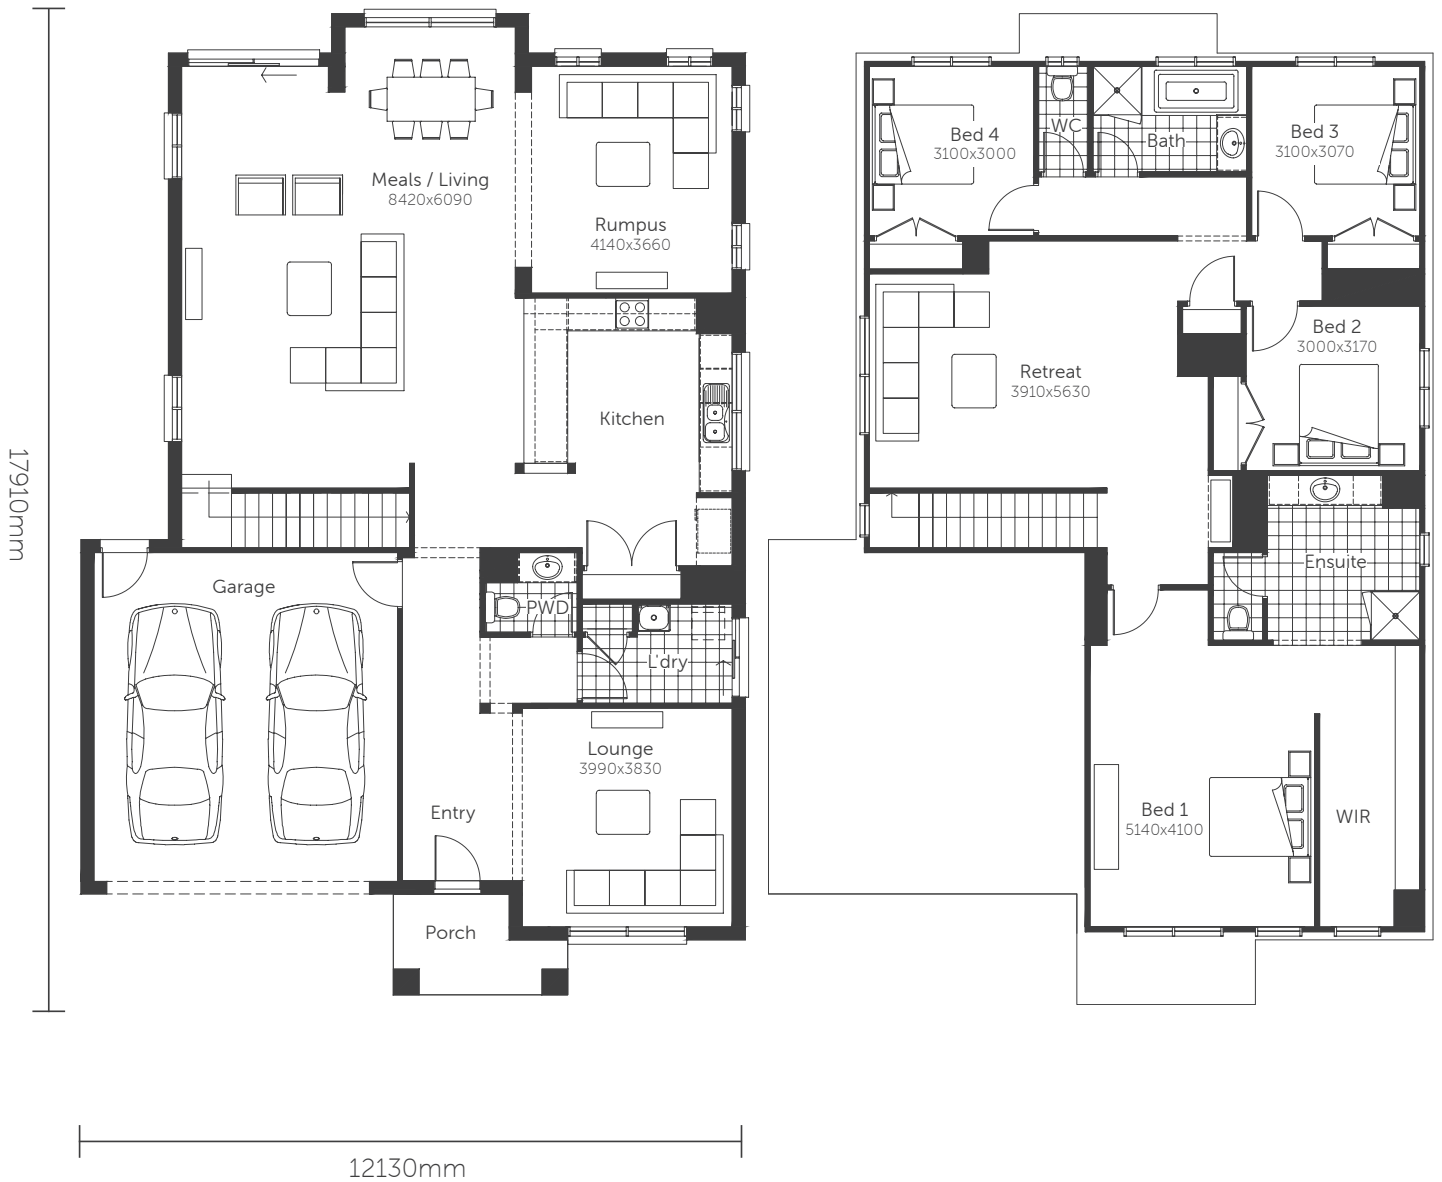 Meals / Living
8420x6090
Rumpus
4140x3660
Kitchen
Garage
PWD
L'dry
Lounge
3990x3830
Entry
Porch
17910mm
12130mm
Bed 4
3100x3000
WC
Bath
Bed 3
3100x3070
Bed 2
3000x3170
Retreat
3910x5630
Ensuite
Bed 1
5140x4100
WIR